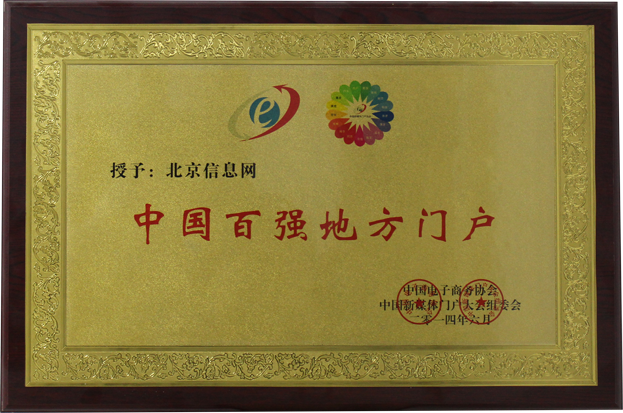 e
授予：北京信息网
中国百强地方门户
中国电子商务协会
中国新媒体门户大会组委会
二零一四年六月